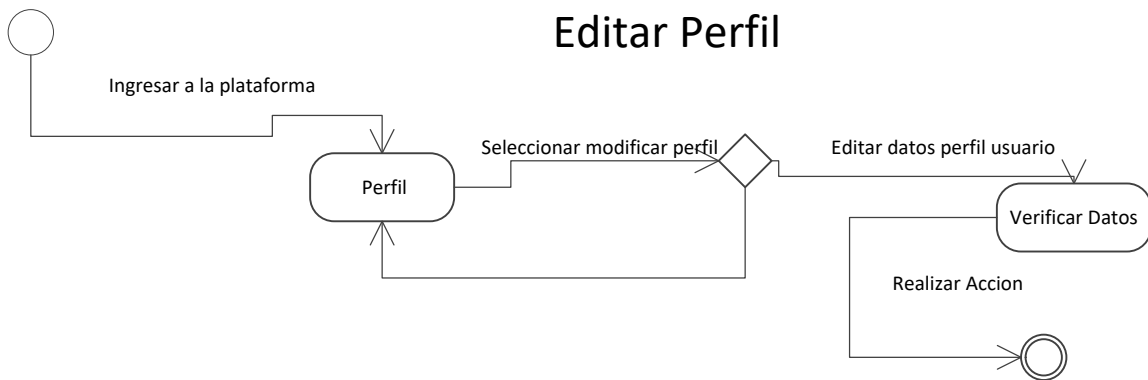 Editar Perfil
Ingresar a la plataforma
Seleccionar modificar perfil
Editar datos perfil usuario
Perfil
Verificar Datos
Realizar Accion